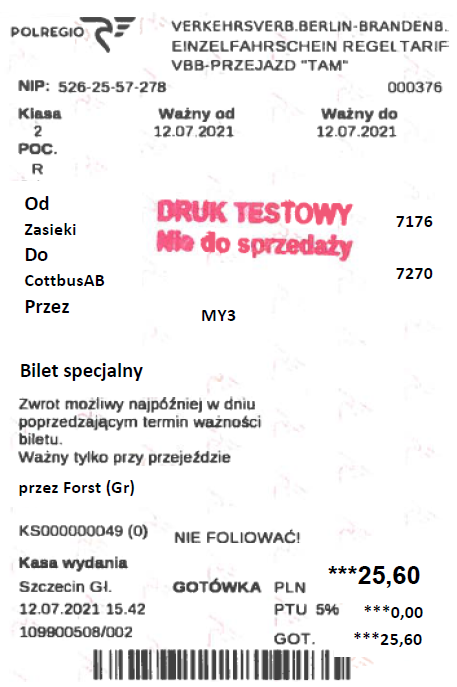 POLREGIO
VERKEHRSVERB.BERLIN-BRANDENB..
EINZELFAHRSCHEIN REGELTARIF
VBB-PRZEJAZD "TAM"
NIP: 526-25-57-278 000376
Klasa Ważny od Ważny do
2 12.07.2021 12.07.2021
POC.
R
Od
DRUK TESTOWY 7176
Zasieki
Nie do sprzedaży
Do
CottbusAB 7270
Przez
MY3
Bilet specjalny
Zwrot możliwy najpóźniej w dniu
poprzedzającym termin ważności
biletu.
Ważny tylko przy przejeździe
przez Forst (Gr)
KS000000049 (0) NIE FOLIOWAĆ!
Kasa wydania
Szczecin Gł. GOTÓWKA PLN ***25,60
12.07.2021 15.42 PTU 5% ***0,00
109900508/002 GOT. ***25,60